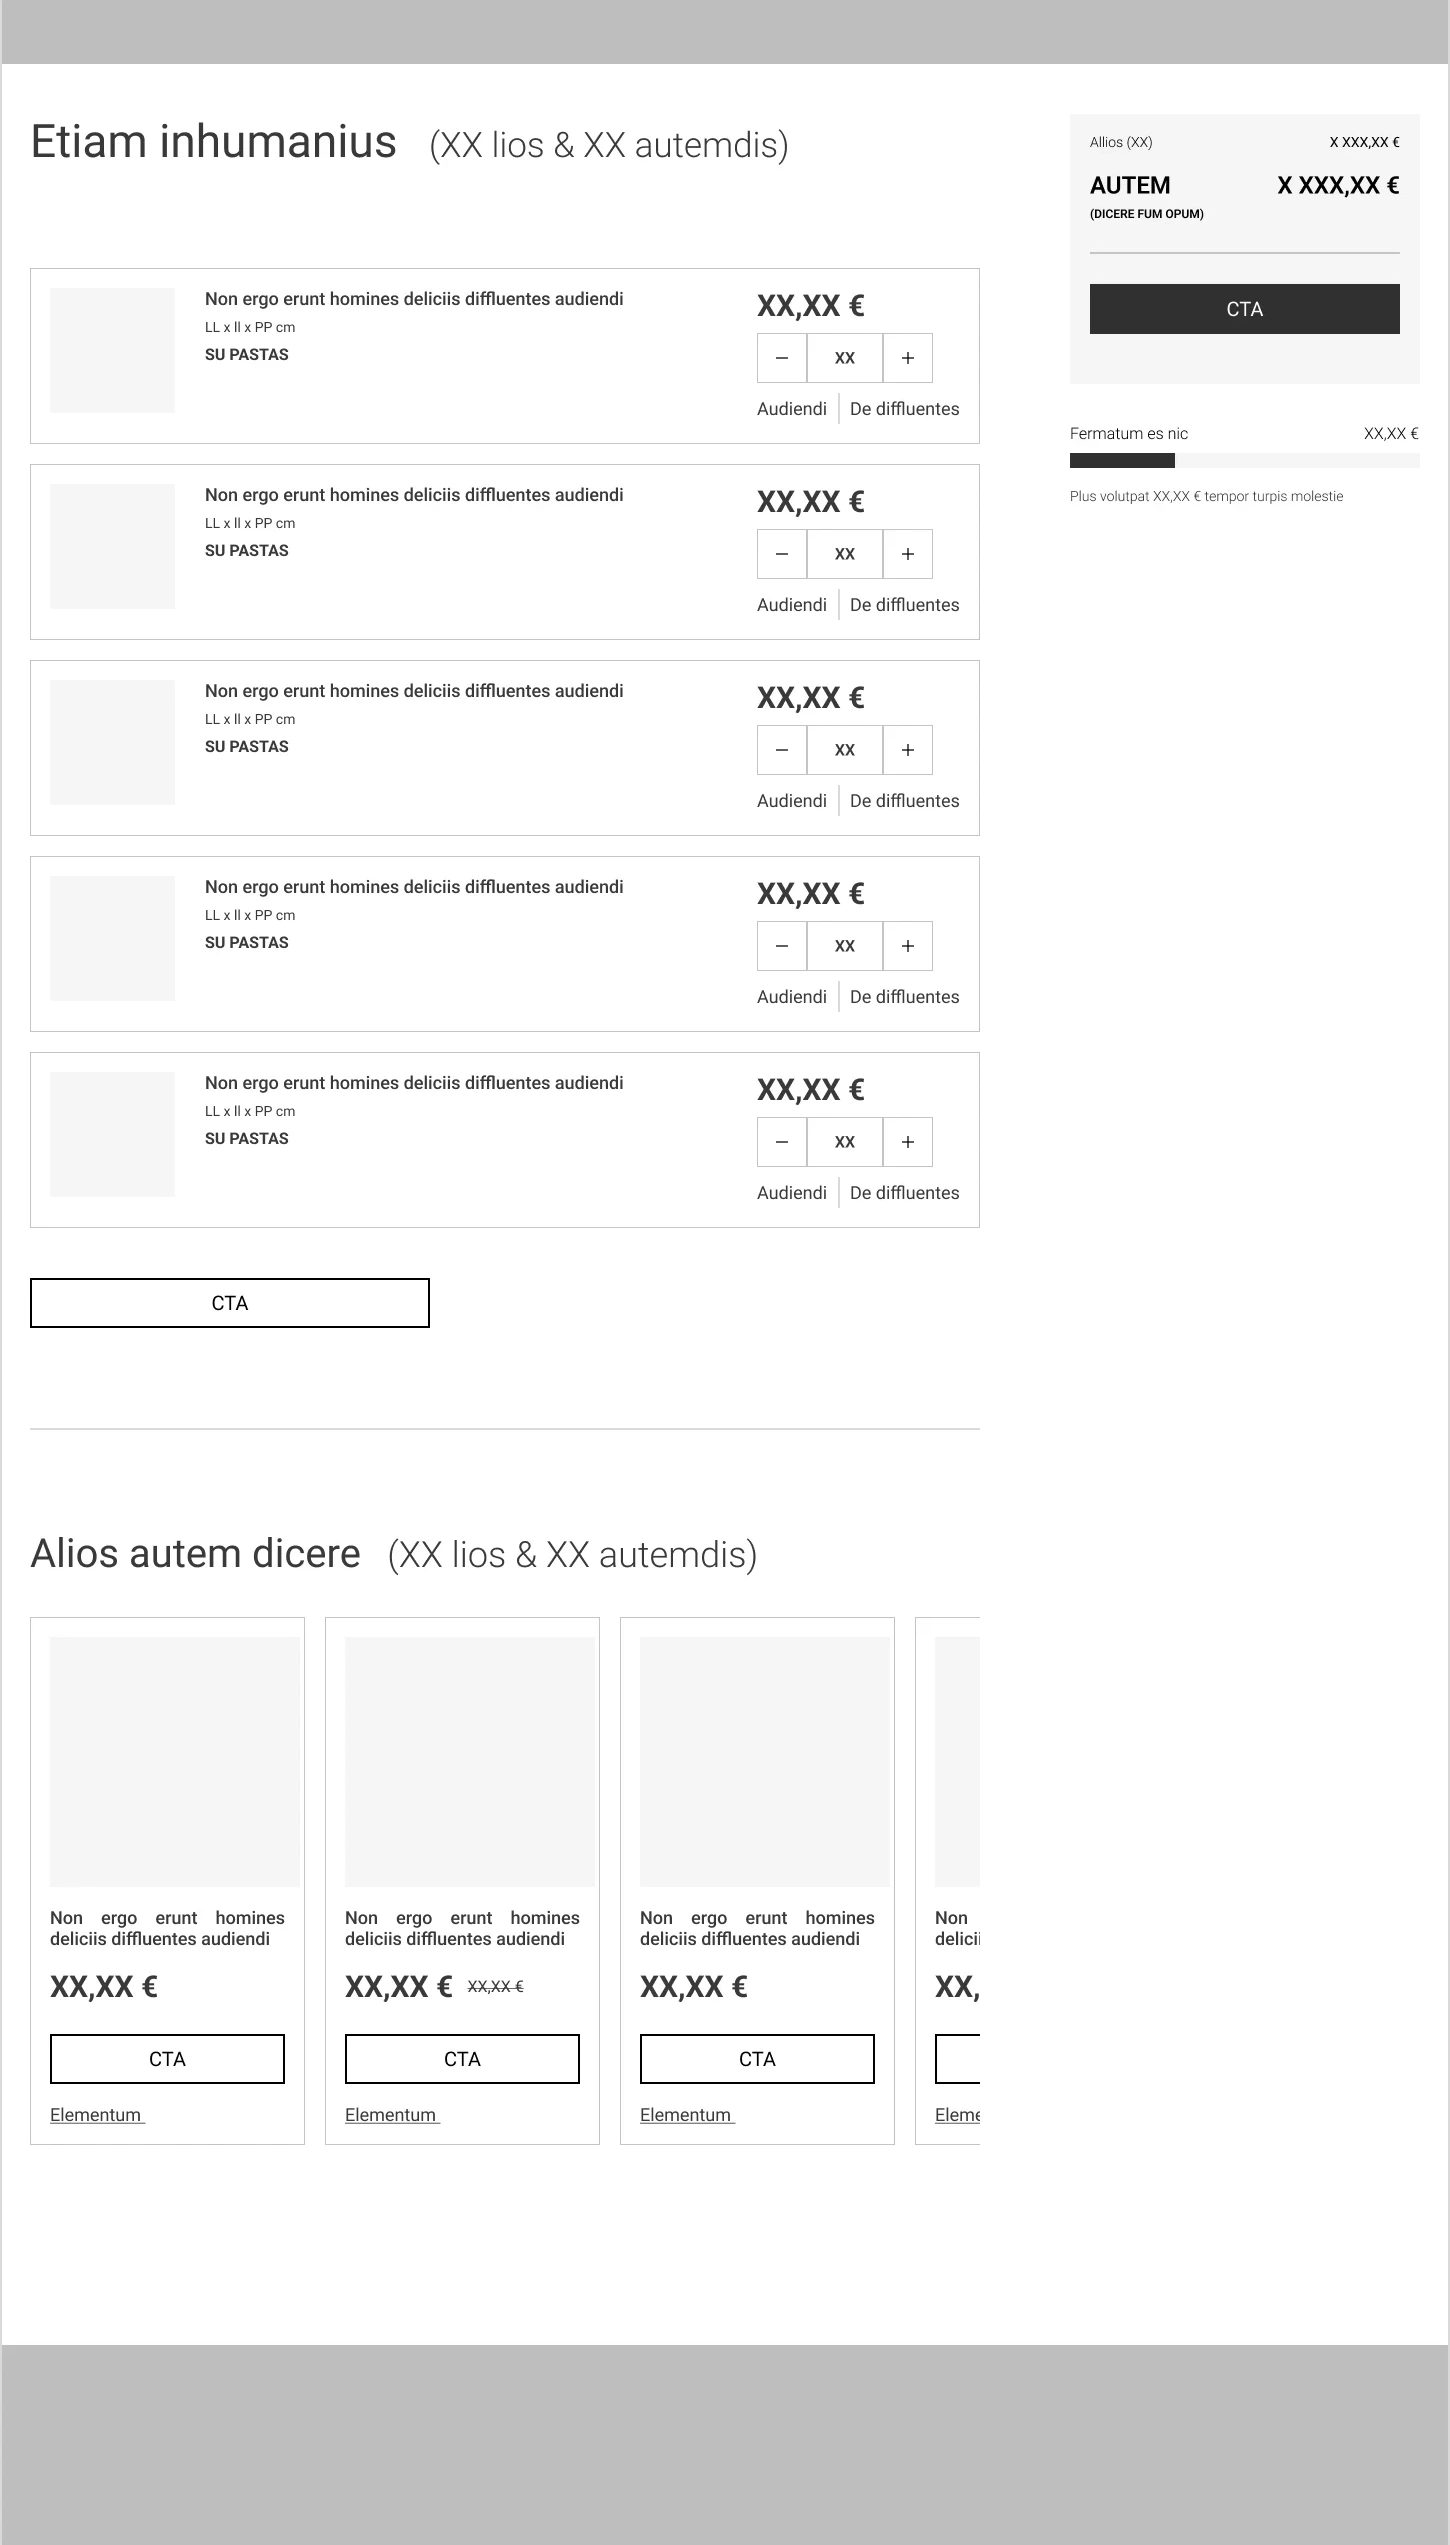 Etiam inhumanius (XX lios & XX autemdis)
Allios (XX) X XXX,XX €
AUTEM X XXX,XX €
(DICERE FUM OPUM)
CTA
Fermatum es nic XX,XX €
Plus volutpat XX,XX € tempor turpis molestie
Non ergo erunt homines deliciis diffluentes audiendi
LL x ll x PP cm
SU PASTAS
XX,XX €
− XX +
Audiendi De diffluentes
Non ergo erunt homines deliciis diffluentes audiendi
LL x ll x PP cm
SU PASTAS
XX,XX €
− XX +
Audiendi De diffluentes
Non ergo erunt homines deliciis diffluentes audiendi
LL x ll x PP cm
SU PASTAS
XX,XX €
− XX +
Audiendi De diffluentes
Non ergo erunt homines deliciis diffluentes audiendi
LL x ll x PP cm
SU PASTAS
XX,XX €
− XX +
Audiendi De diffluentes
Non ergo erunt homines deliciis diffluentes audiendi
LL x ll x PP cm
SU PASTAS
XX,XX €
− XX +
Audiendi De diffluentes
CTA
Alios autem dicere (XX lios & XX autemdis)
Non ergo erunt homines
deliciis diffluentes audiendi
XX,XX €
CTA
Elementum
Non ergo erunt homines
deliciis diffluentes audiendi
XX,XX € XX,XX €
CTA
Elementum
Non ergo erunt homines
deliciis diffluentes audiendi
XX,XX €
CTA
Elementum
Non
delicii
XX,
Eleme